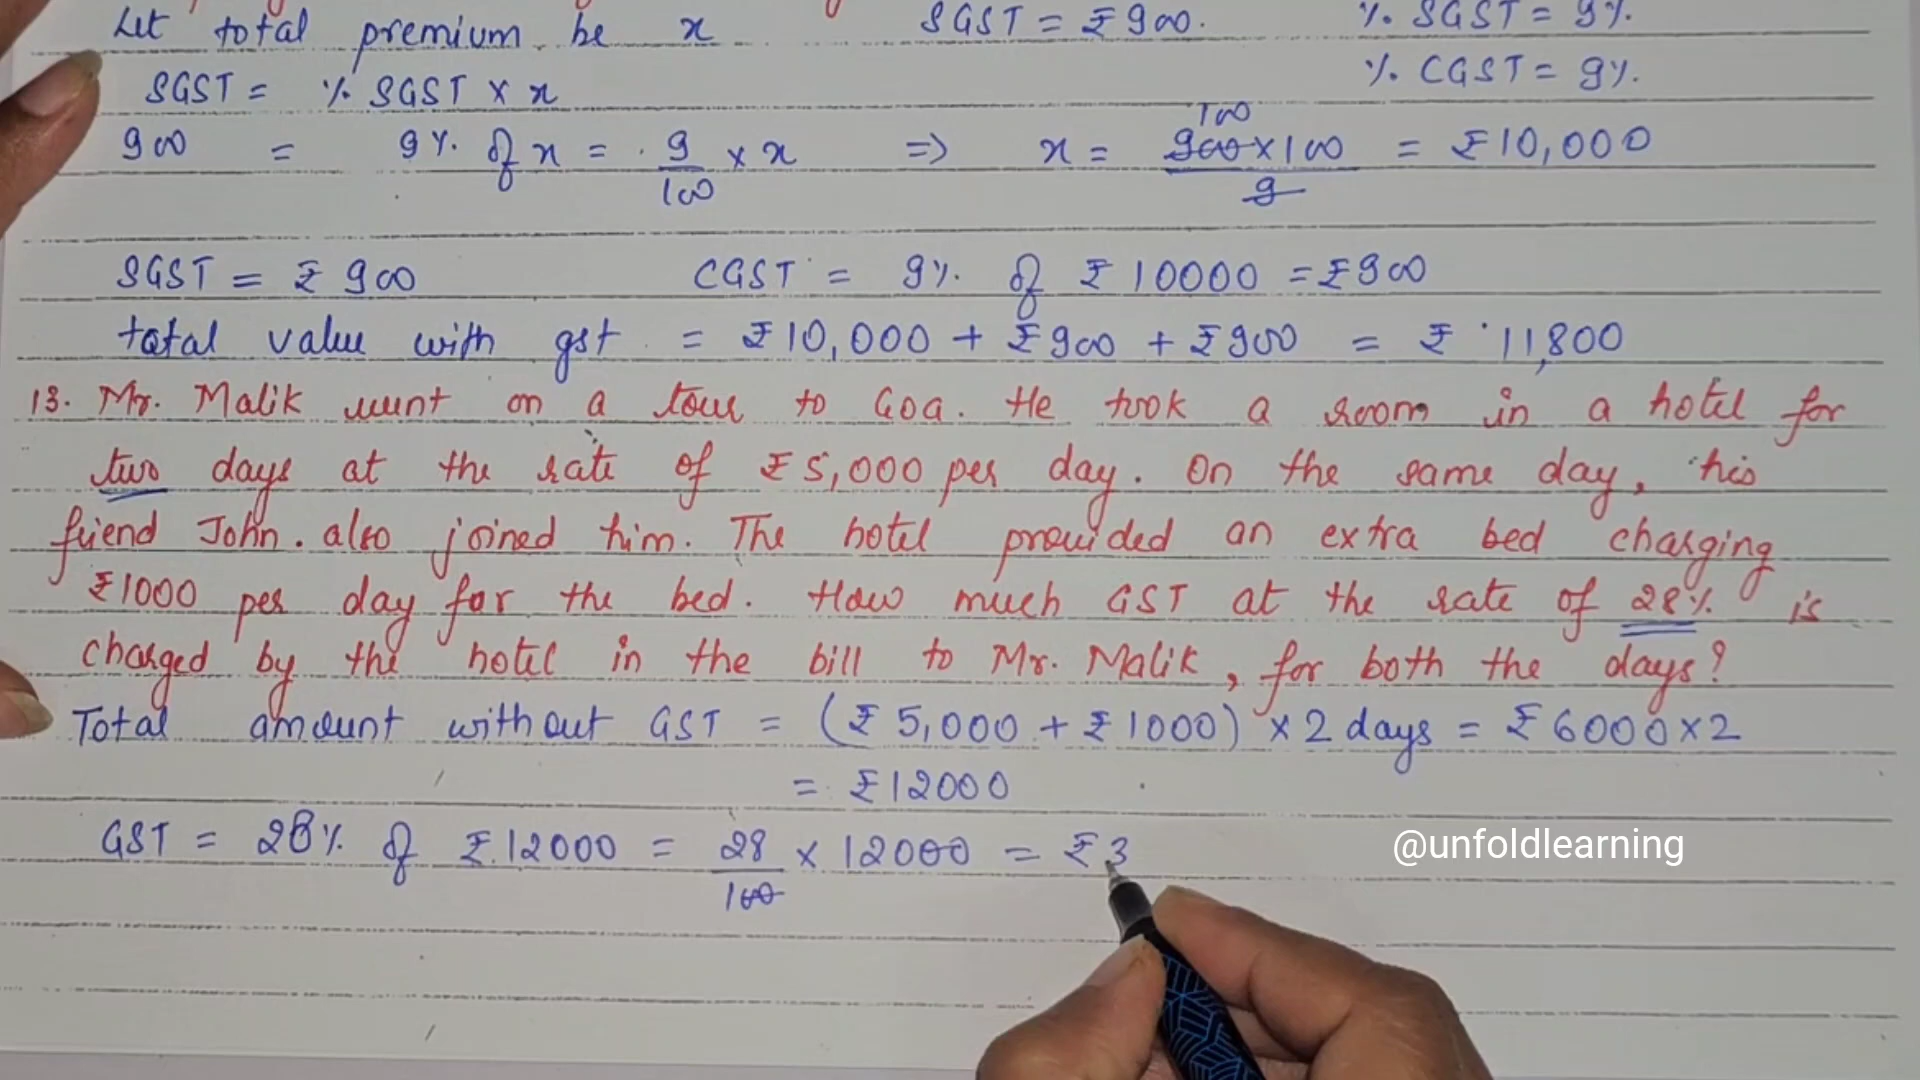 Let total premium be x SGST = ₹900. % SGST = 9%.
% CGST = 9%.
SGST = % SGST × x
100
900 = 9% of x = 9/100 × x => x = 900×100/9 = ₹10,000
SGST = ₹900 CGST = 9% of ₹10000 = ₹900
total value with gst = ₹10,000 + ₹900 + ₹900 = ₹11,800
13. Mr. Malik went on a tour to Goa. He took a room in a hotel for
two days at the rate of ₹5,000 per day. On the same day, his
friend John. also joined him. The hotel provided an extra bed charging
₹1000 per day for the bed. How much GST at the rate of 28% is
charged by the hotel in the bill to Mr. Malik, for both the days?
Total amount without GST = (₹5,000 + ₹1000) × 2 days = ₹6000×2
= ₹12000
GST = 28% of ₹12000 = 28/100 × 12000 = ₹3
@unfoldlearning